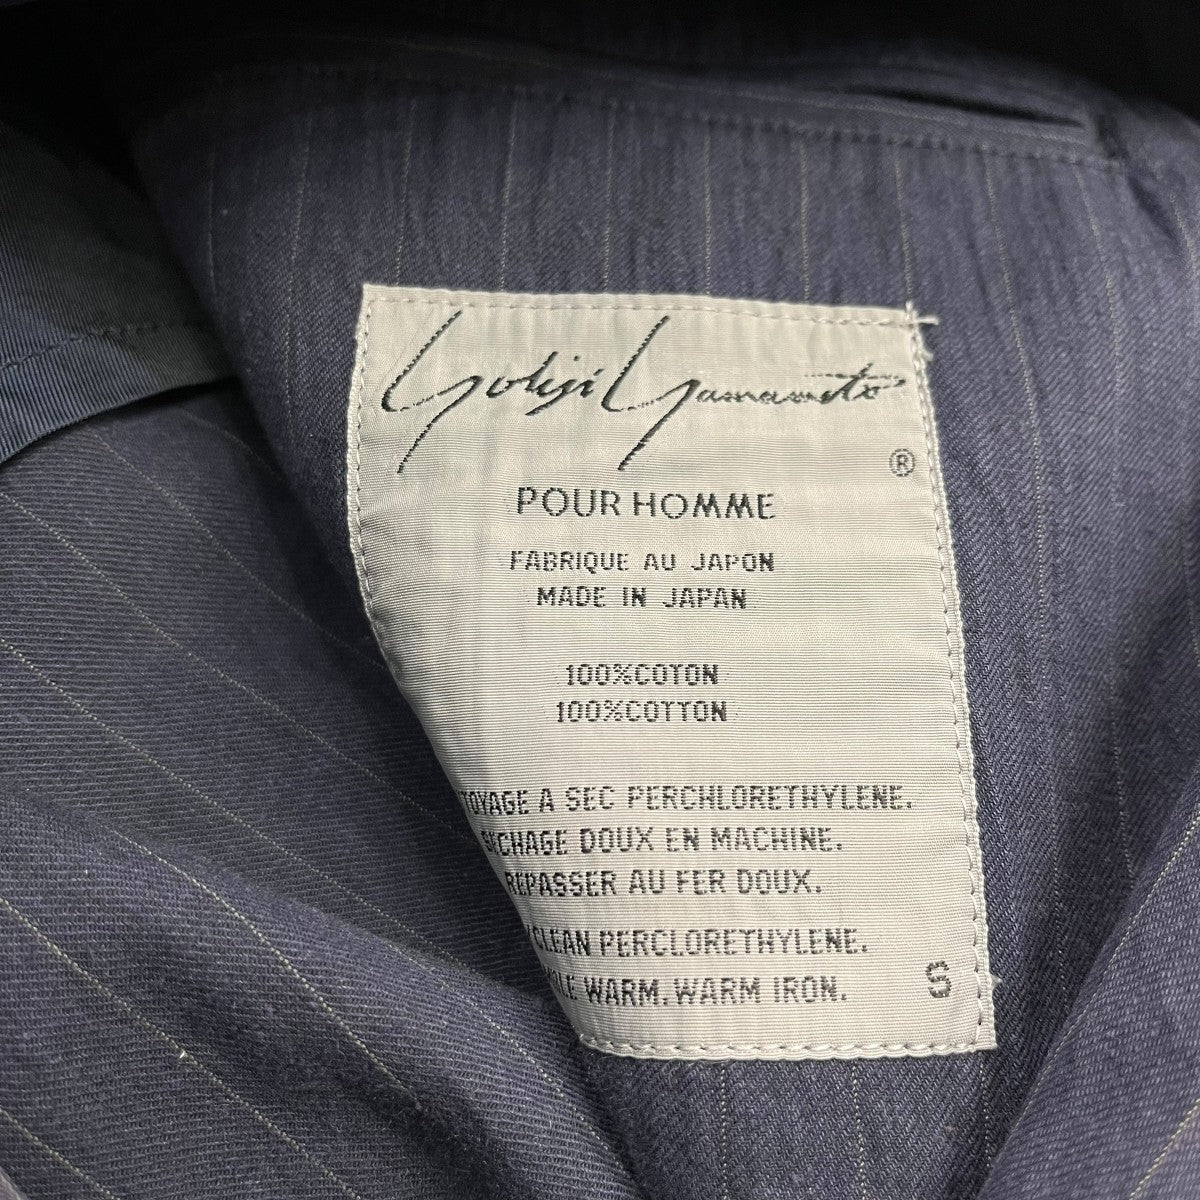 Yohji Yamamoto
®
POUR HOMME
FABRIQUE AU JAPON
MADE IN JAPAN
100%COTON
100%COTTON
TOYAGE A SEC PERCHLORETHYLENE.
SECHAGE DOUX EN MACHINE.
REPASSER AU FER DOUX.
CLEAN PERCLORETHYLENE.
WARM. WARM IRON.
S